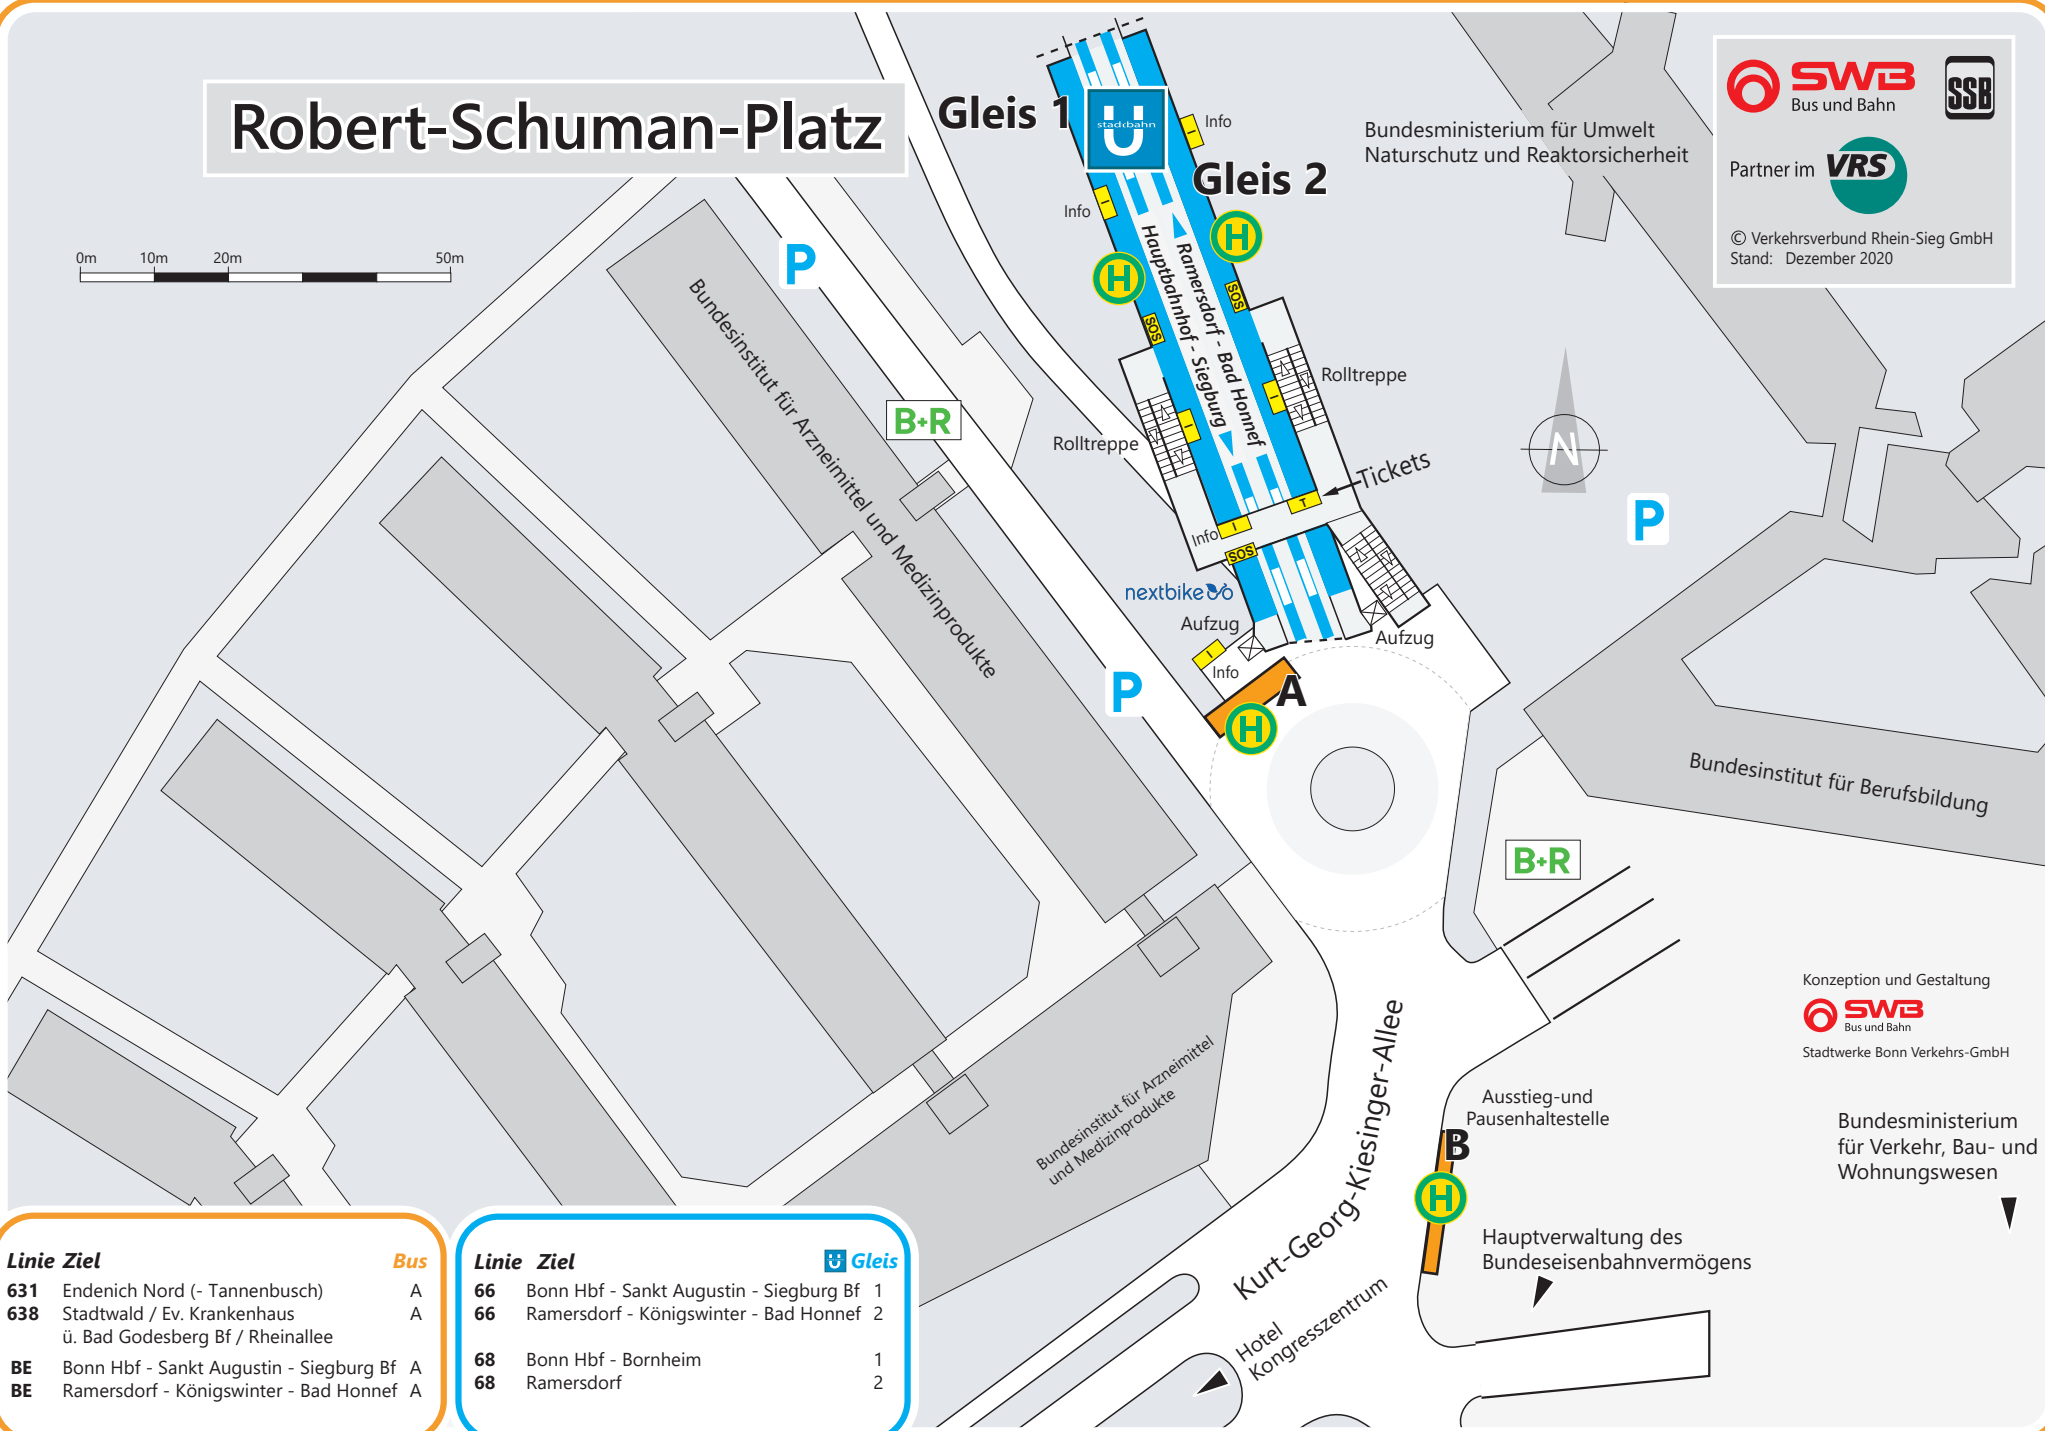 Robert-Schuman-Platz
0m 10m 20m 50m
P
B+R
Bundesinstitut für Arzneimittel und Medizinprodukte
Gleis 1
stadtbahn
U
Info
Gleis 2
Info
H
H
SOS
SOS
Hauptbahnhof - Siegburg
Ramersdorf - Bad Honnef
I
I
I
I
Rolltreppe
Rolltreppe
Tickets
T
Info
I
SOS
nextbike
Aufzug
Aufzug
I
Info
A
H
P
Bundesministerium für Umwelt
Naturschutz und Reaktorsicherheit
SWB
Bus und Bahn
SSB
Partner im VRS
© Verkehrsverbund Rhein-Sieg GmbH
Stand: Dezember 2020
N
P
Bundesinstitut für Berufsbildung
B+R
Konzeption und Gestaltung
SWB
Bus und Bahn
Stadtwerke Bonn Verkehrs-GmbH
Bundesinstitut für Arzneimittel
und Medizinprodukte
Kurt-Georg-Kiesinger-Allee
Ausstieg-und
Pausenhaltestelle
B
H
Bundesministerium
für Verkehr, Bau- und
Wohnungswesen
Hauptverwaltung des
Bundeseisenbahnvermögens
Hotel
Kongresszentrum
Linie Ziel Bus
631 Endenich Nord (- Tannenbusch) A
638 Stadtwald / Ev. Krankenhaus A
ü. Bad Godesberg Bf / Rheinallee
BE Bonn Hbf - Sankt Augustin - Siegburg Bf A
BE Ramersdorf - Königswinter - Bad Honnef A
Linie Ziel U Gleis
66 Bonn Hbf - Sankt Augustin - Siegburg Bf 1
66 Ramersdorf - Königswinter - Bad Honnef 2
68 Bonn Hbf - Bornheim 1
68 Ramersdorf 2